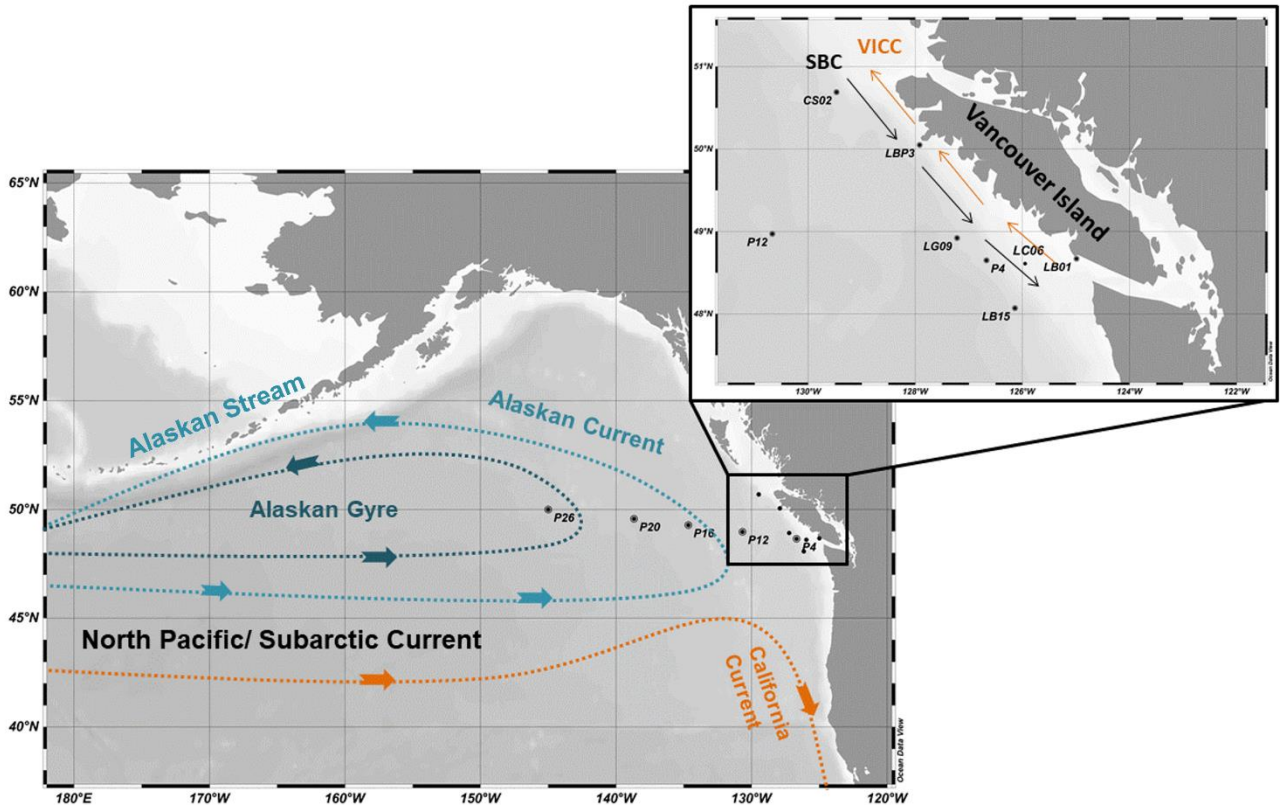 51°N
50°N
49°N
48°N
130°W
128°W
126°W
124°W
122°W
SBC
VICC
CS02
LBP3
Vancouver Island
P12
LG09
P4
LC06
LB01
LB15
Ocean Data View
65°N
60°N
55°N
50°N
45°N
40°N
Alaskan Stream
Alaskan Current
Alaskan Gyre
P26
P20
P16
P12
P4
North Pacific/ Subarctic Current
California
Current
Ocean Data View
180°E
170°W
160°W
150°W
140°W
130°W
120°W